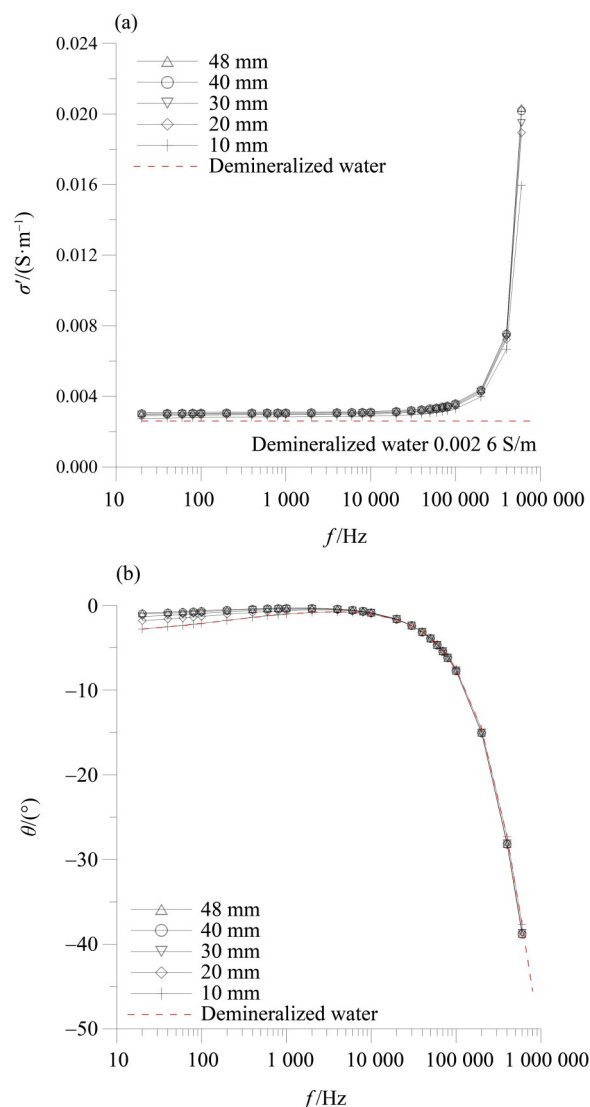 (a)
0.024
48 mm
40 mm
30 mm
0.020
20 mm
10 mm
Demineralized water
0.016
σ′/(S·m⁻¹)
0.012
0.008
0.004
Demineralized water 0.002 6 S/m
0.000
10 100 1 000 10 000 100 000 1 000 000
f/Hz
(b)
0
−10
−20
θ/(°)
−30
48 mm
40 mm
30 mm
−40
20 mm
10 mm
Demineralized water
−50
10 100 1 000 10 000 100 000 1 000 000
f/Hz